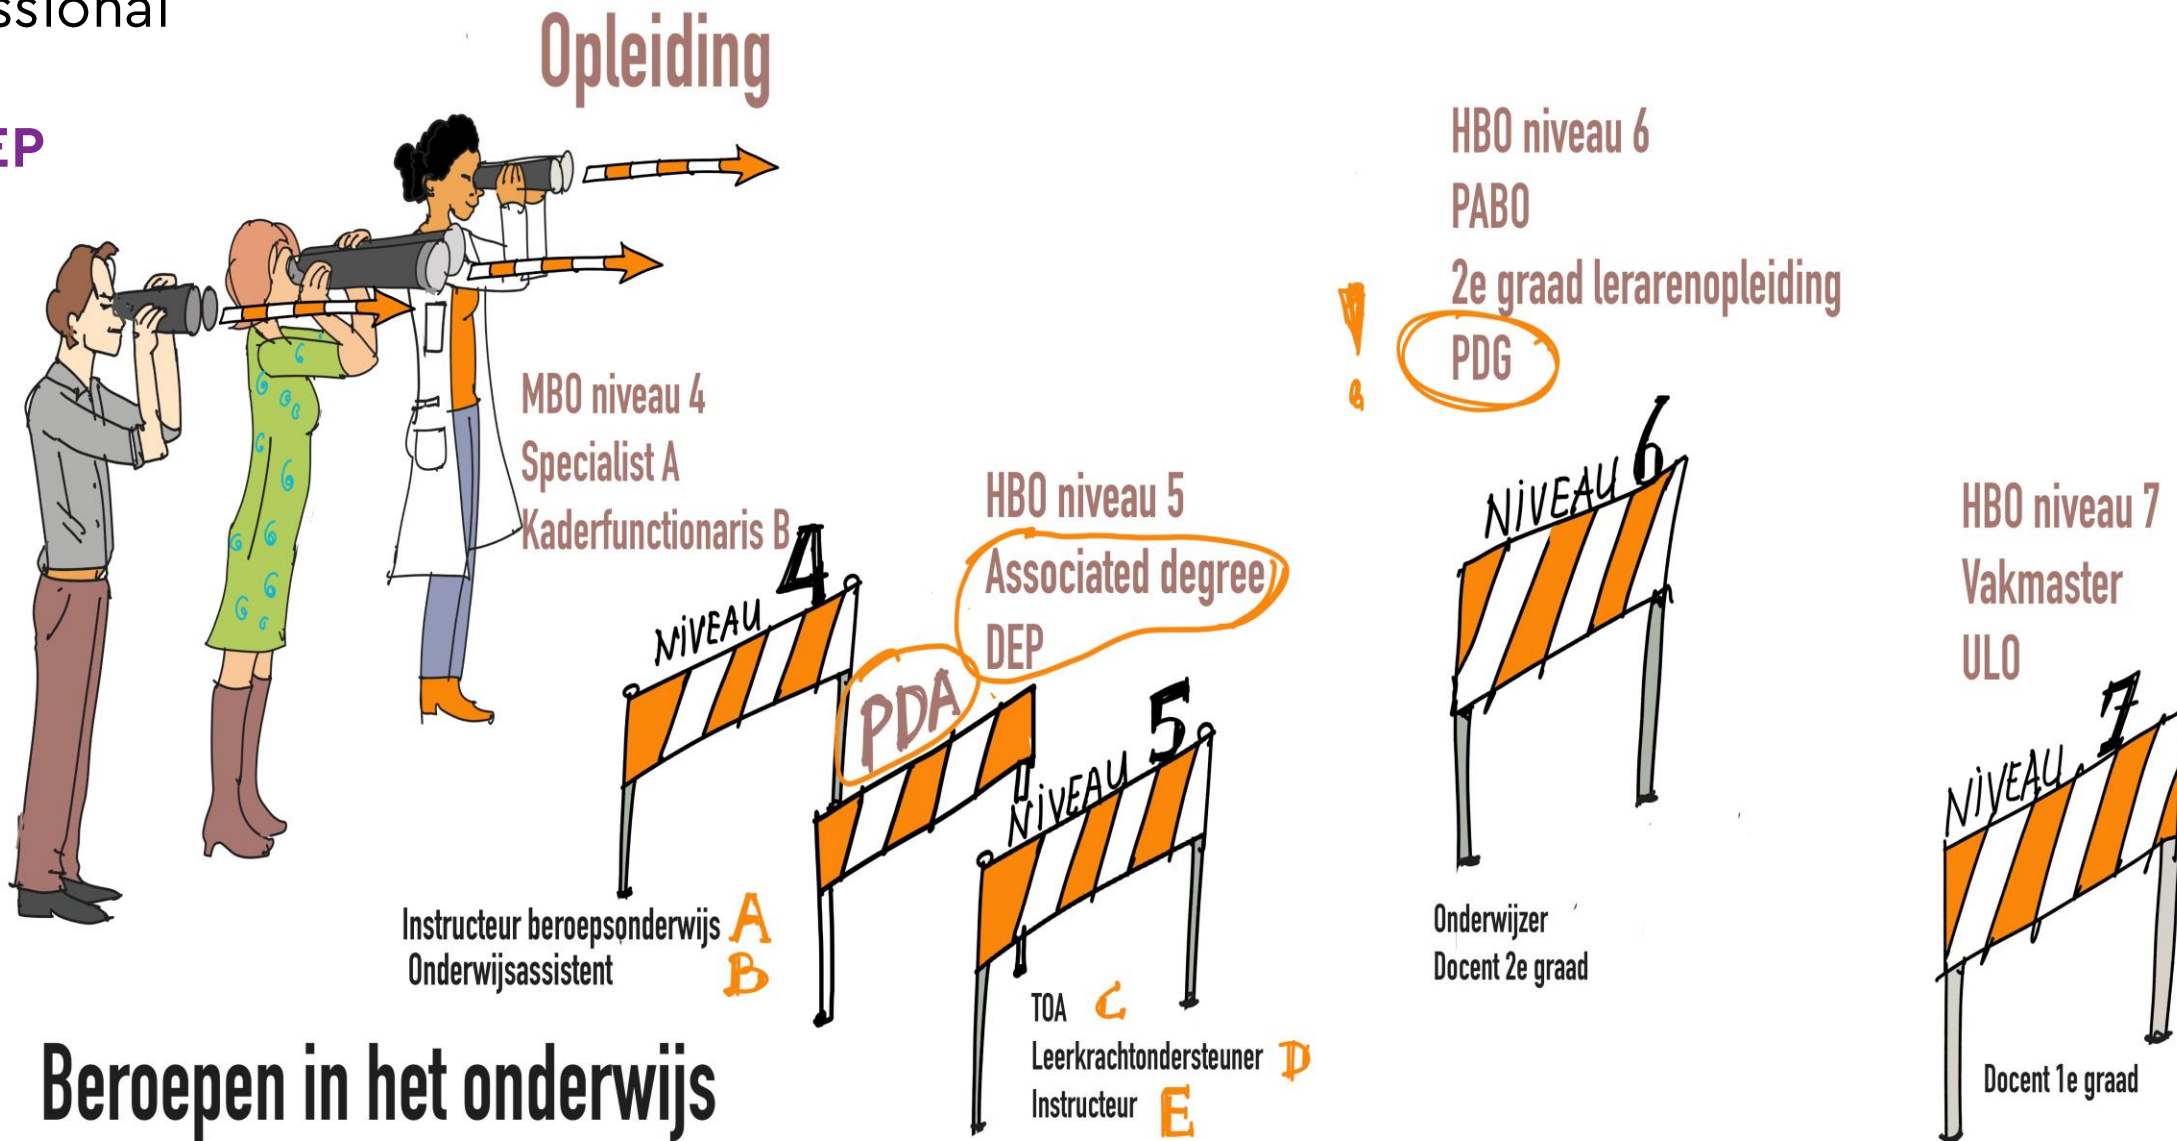 ssional
EP
Opleiding
MBO niveau 4
Specialist A
Kaderfunctionaris B
NIVEAU 4
Instructeur beroepsonderwijs A
Onderwijsassistent B
PDA
HBO niveau 5
Associated degree
DEP
NIVEAU 5
TOA C
Leerkrachtondersteuner D
Instructeur E
!
HBO niveau 6
PABO
2e graad lerarenopleiding
PDG
NIVEAU 6
Onderwijzer
Docent 2e graad
HBO niveau 7
Vakmaster
ULO
NIVEAU 7
Docent 1e graad
Beroepen in het onderwijs